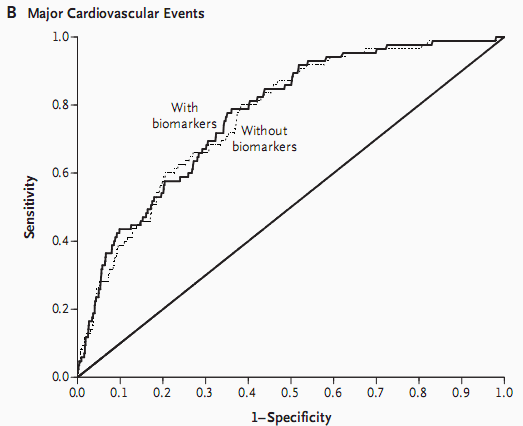 B Major Cardiovascular Events
1.0
0.8
With
biomarkers
Without
biomarkers
0.6
Sensitivity
0.4
0.2
0.0
0.0 0.1 0.2 0.3 0.4 0.5 0.6 0.7 0.8 0.9 1.0
1–Specificity